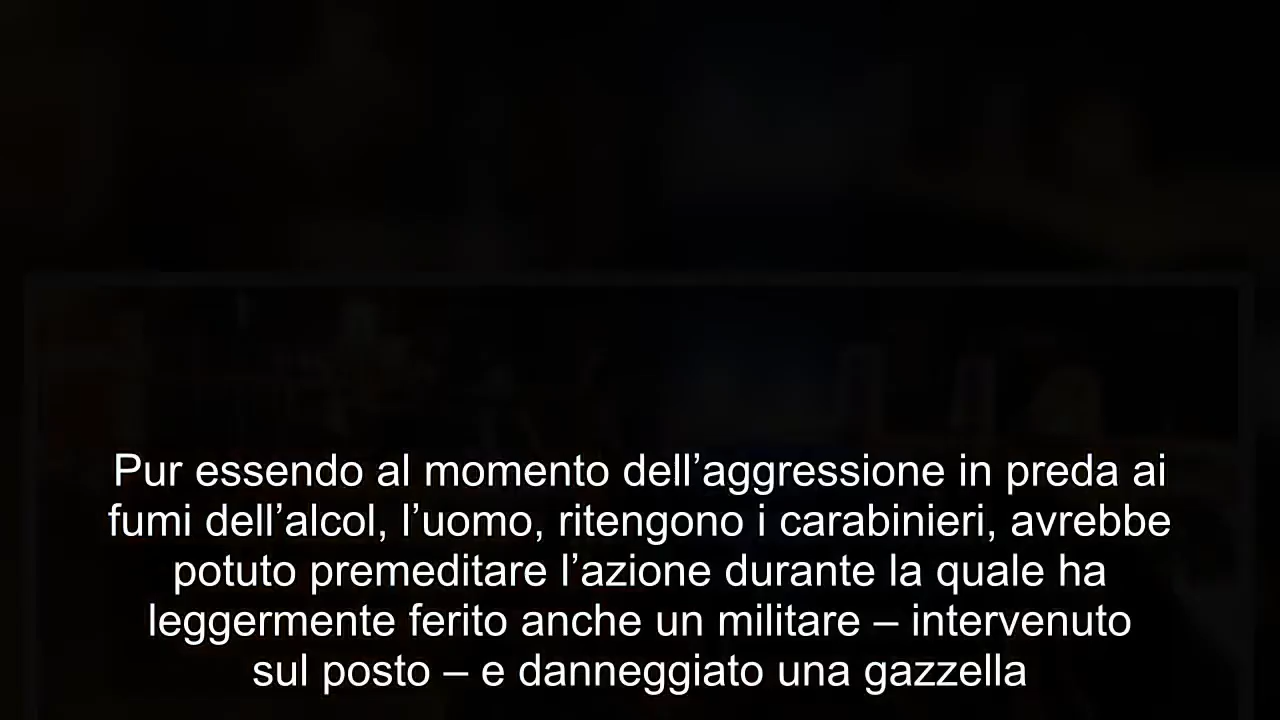 Pur essendo al momento dell’aggressione in preda ai
fumi dell’alcol, l’uomo, ritengono i carabinieri, avrebbe
potuto premeditare l’azione durante la quale ha
leggermente ferito anche un militare – intervenuto
sul posto – e danneggiato una gazzella